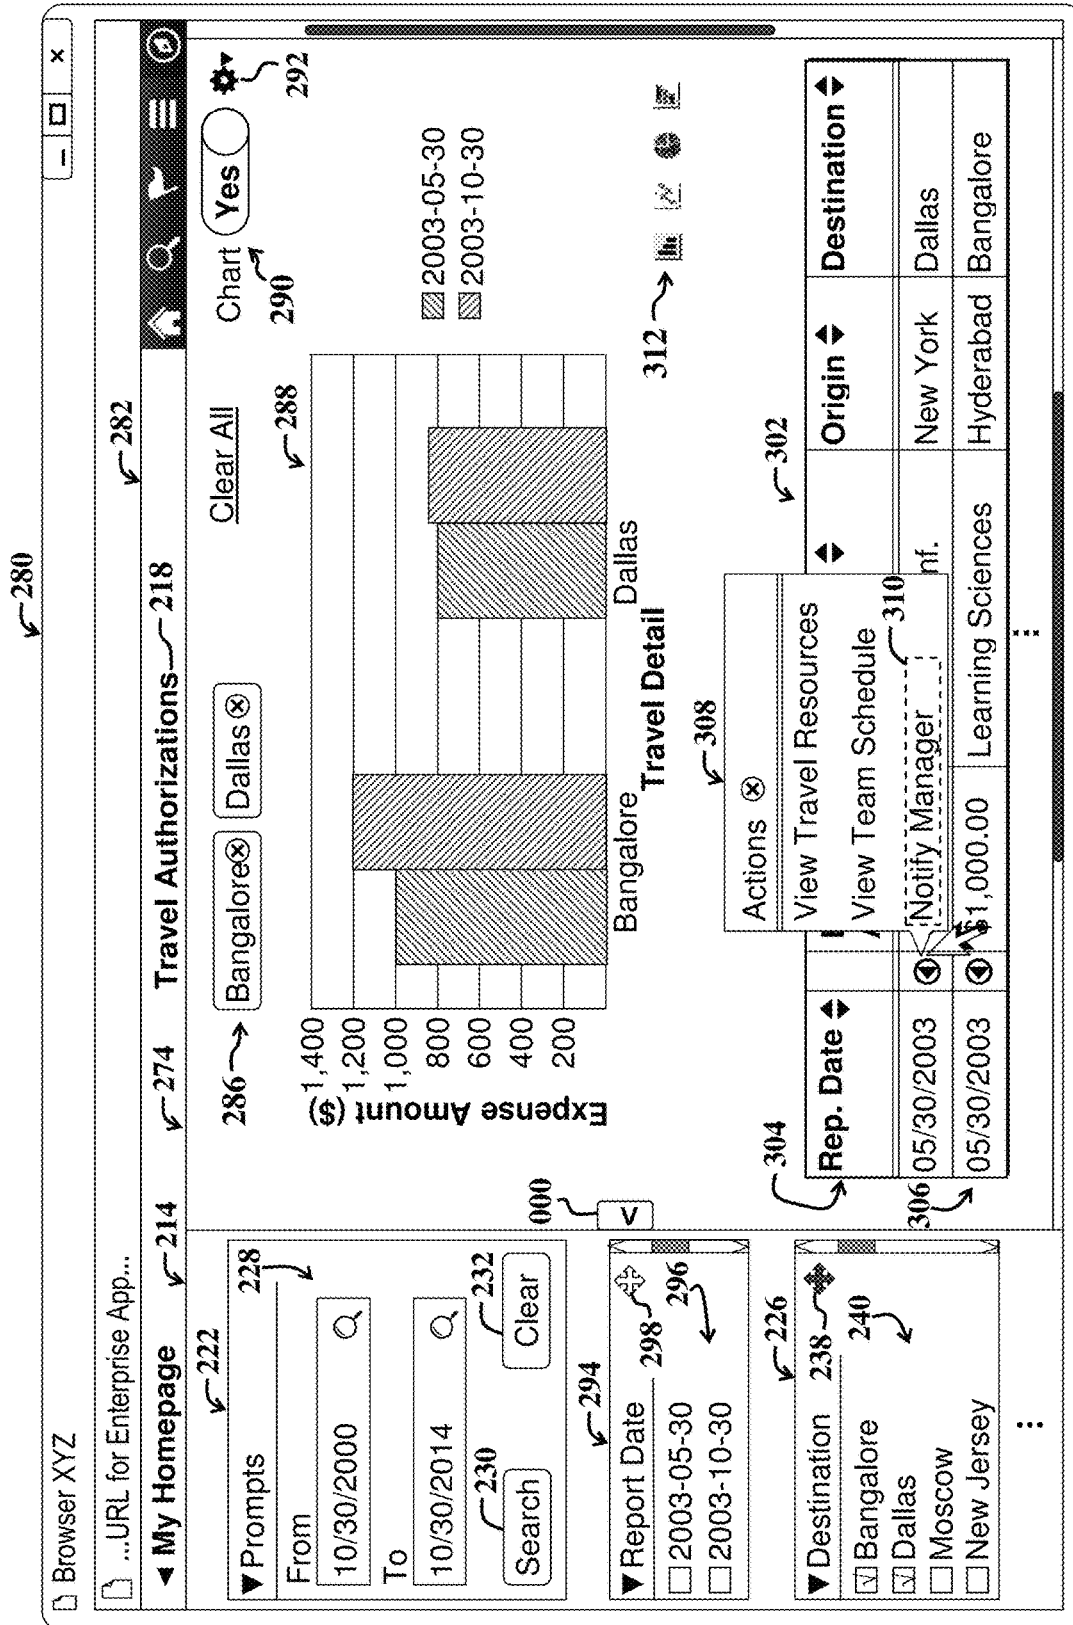 280
Browser XYZ
– □ ×
...URL for Enterprise App...
282
◄ My Homepage
214
274
Travel Authorizations
218
222
▼Prompts
228
From
10/30/2000
To
10/30/2014
230
Search
232
Clear
000
294
▼Report Date
298
296
2003-05-30
2003-10-30
226
▼Destination
238
240
Bansgalore
Dallas
Moscow
New Jersey
⋮
286
Bangalore
Dallas
Clear All
Chart
Yes
290
292
288
Expense Amount ($)
1,400
1,200
1,000
800
600
400
200
Bangalore
Dallas
Travel Detail
2003-05-30
2003-10-30
312
308
Actions
View Travel Resources
View Team Schedule
Notify Manager
310
302
304
Rep. Date
Origin
Destination
306
05/30/2003
nf.
New York
Dallas
05/30/2003
$1,000.00
Learning Sciences
Hyderabad
Bangalore
⋮